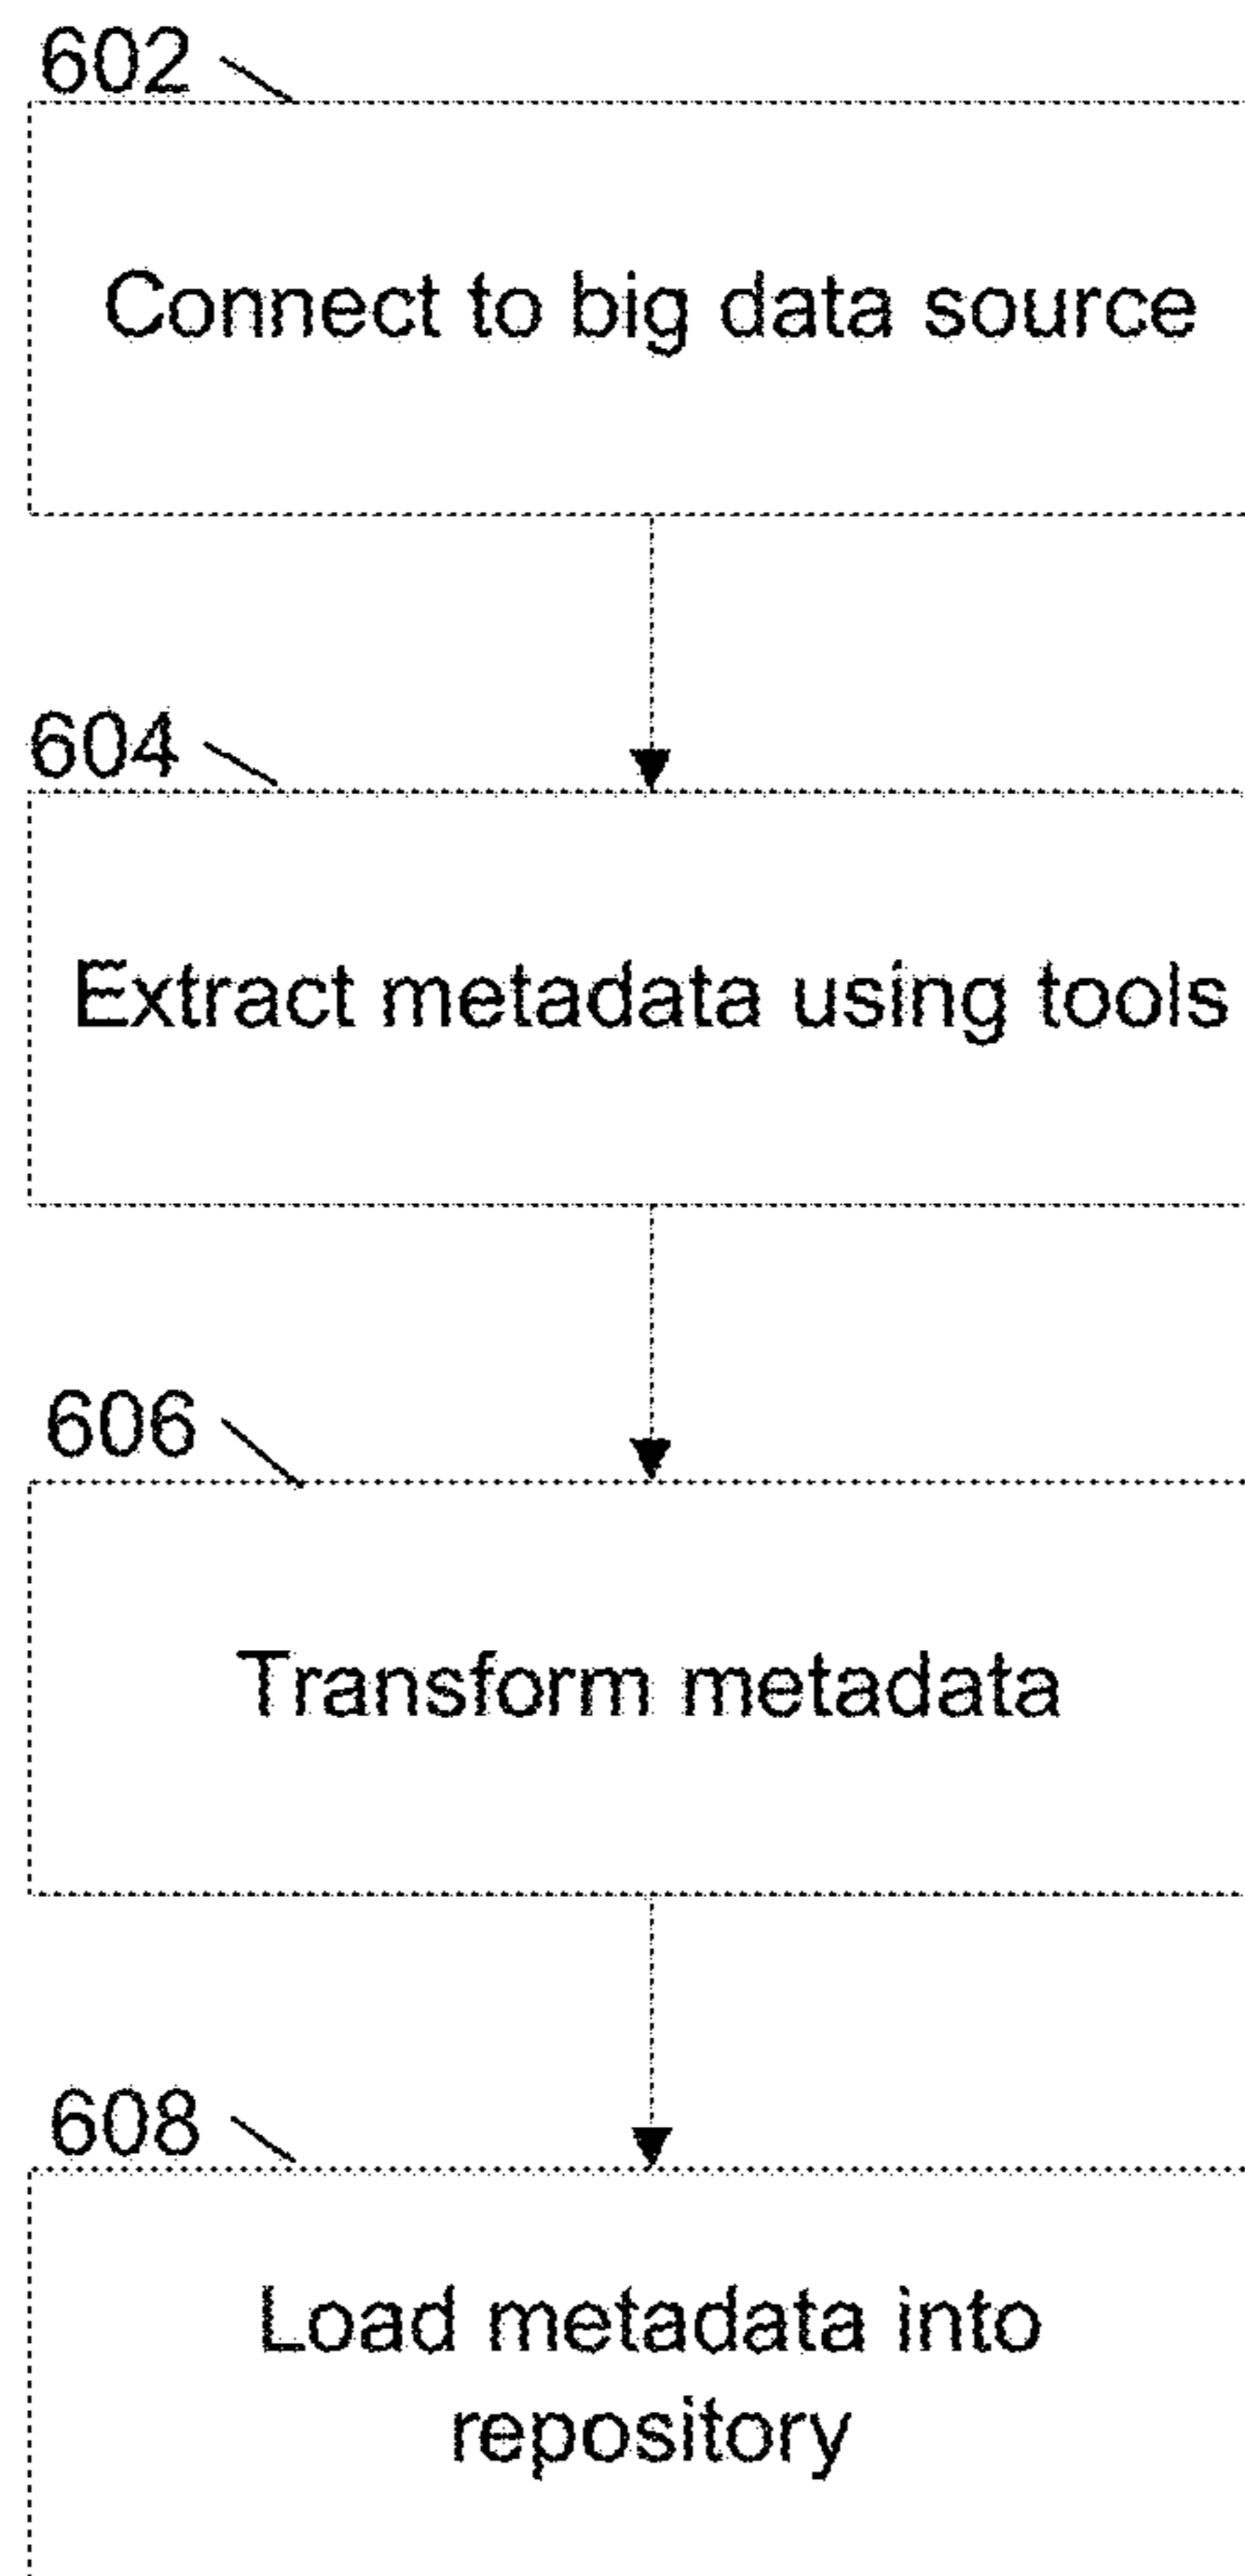 602
Connect to big data source
604
Extract metadata using tools
606
Transform metadata
608
Load metadata into
repository